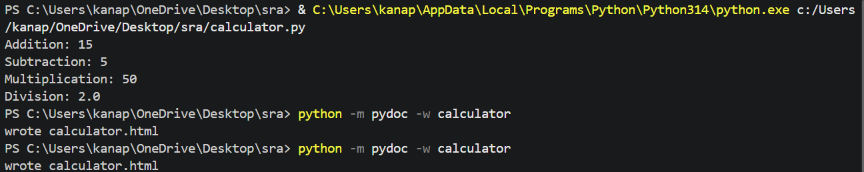 PS C:\Users\kanap\OneDrive\Desktop\sra> & C:\Users\kanap\AppData\Local\Programs\Python\Python314\python.exe c:/Users
/kanap/OneDrive/Desktop/sra/calculator.py
Addition: 15
Subtraction: 5
Multiplication: 50
Division: 2.0
PS C:\Users\kanap\OneDrive\Desktop\sra> python -m pydoc -w calculator
wrote calculator.html
PS C:\Users\kanap\OneDrive\Desktop\sra> python -m pydoc -w calculator
wrote calculator.html